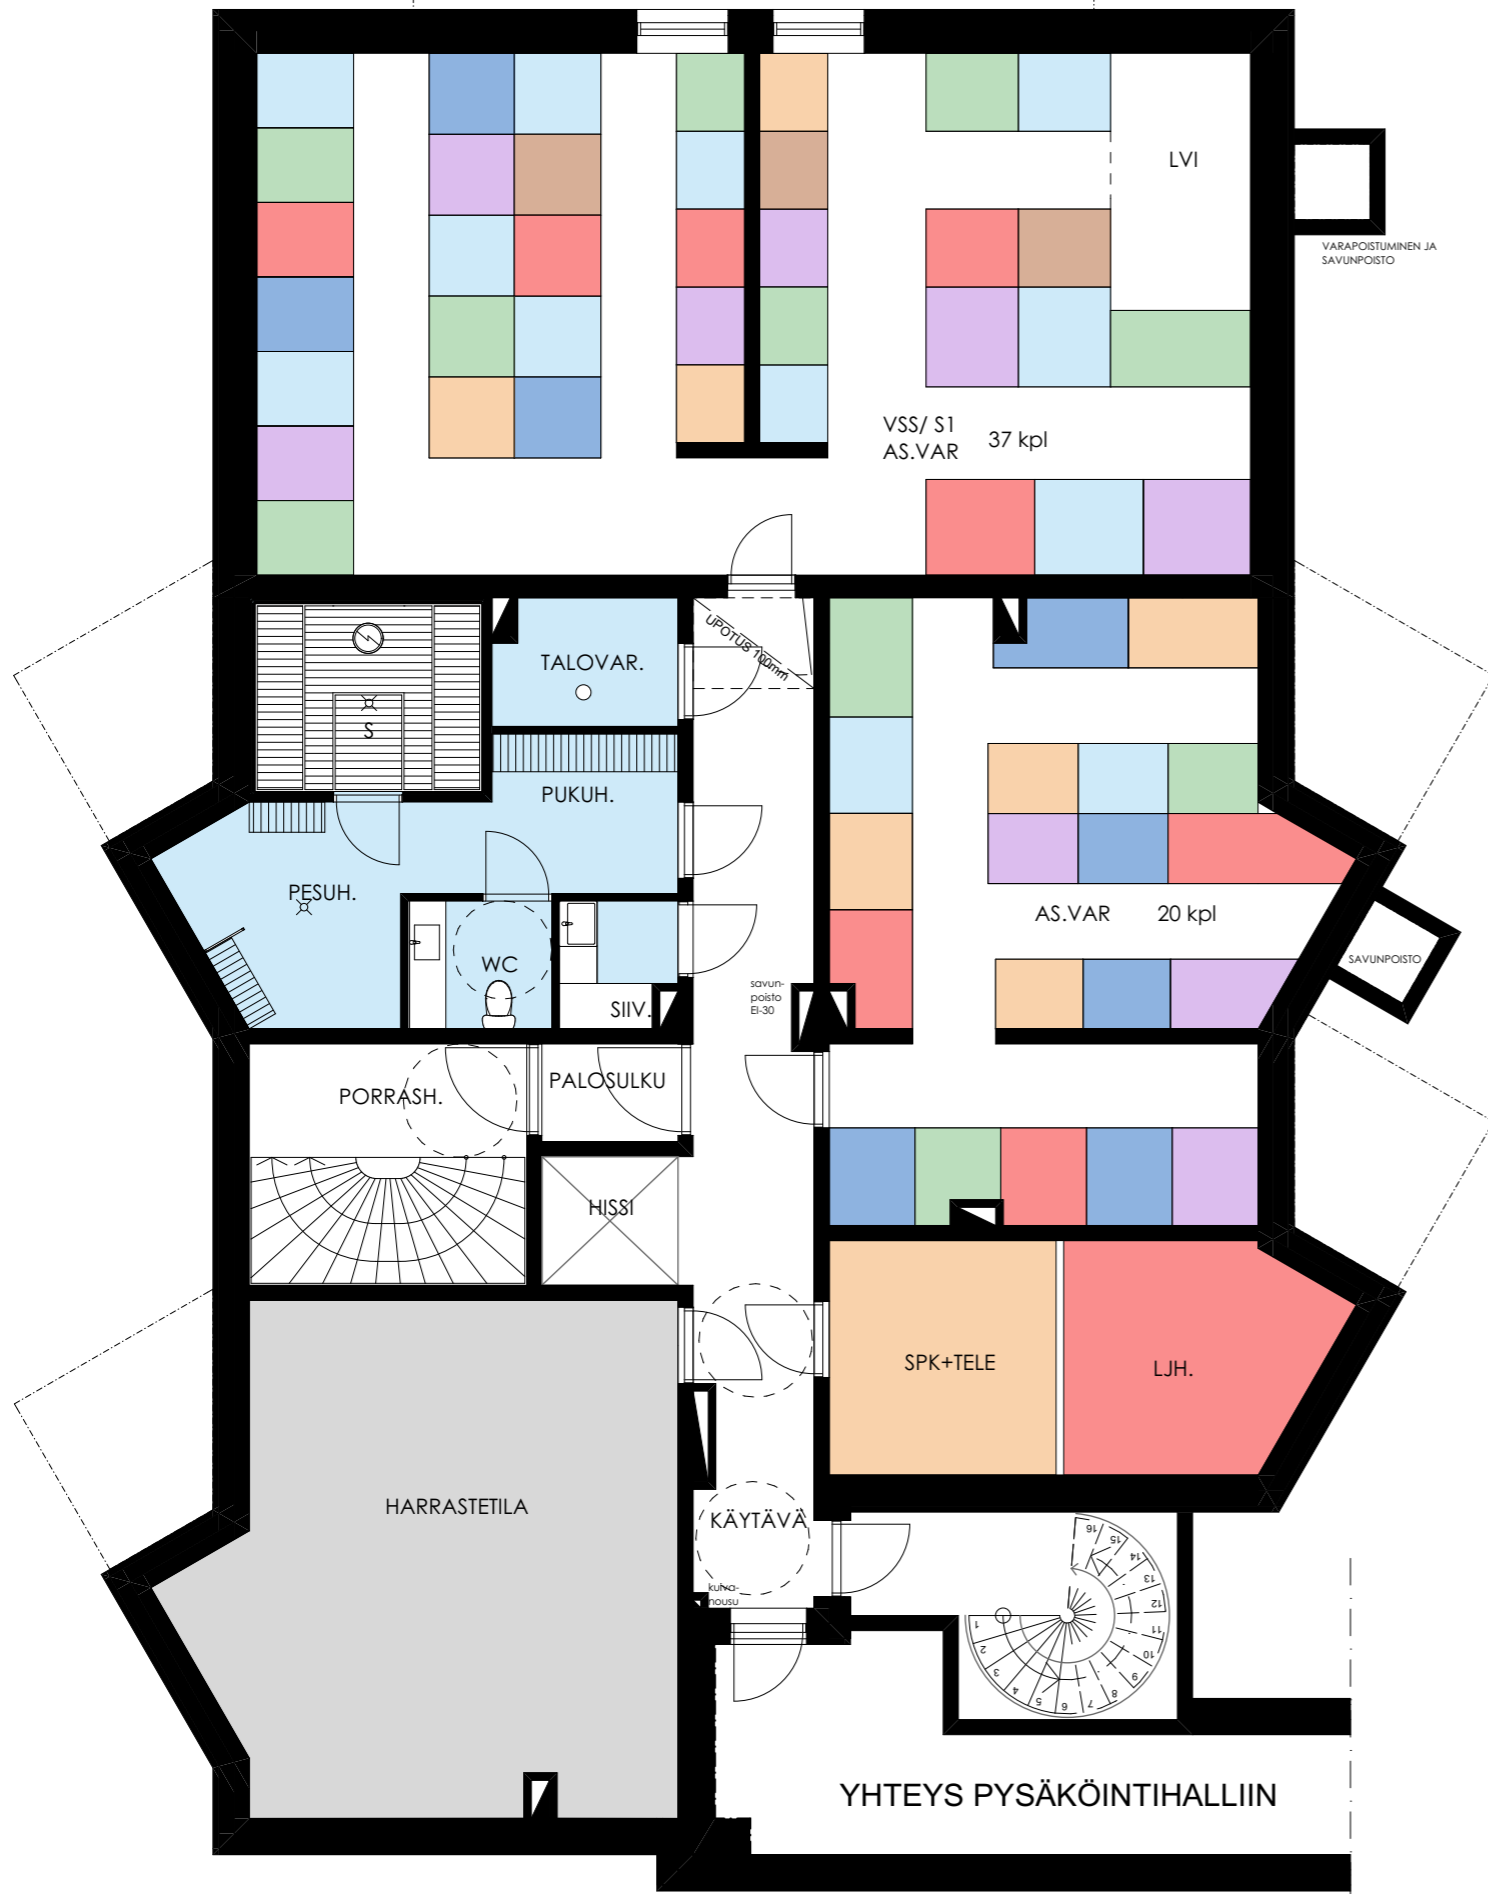 LVI
VARAPOISTUMINEN JA
SAVUNPOISTO
VSS/ S1
AS.VAR
37 kpl
UPOTUS 100mm
TALOVAR.
S
PUKUH.
PESUH.
AS.VAR 20 kpl
WC
SAVUNPOISTO
savun-
poisto
EI-30
SIIV.
PALOSULKU
PORRASH.
HISSI
SPK+TELE
LJH.
HARRASTETILA
KÄYTÄVÄ
kuiva-
nousu
16
15
14
13
12
11
10
9
8
7
6
5
4
3
2
1
YHTEYS PYSÄKÖINTIHALLIIN